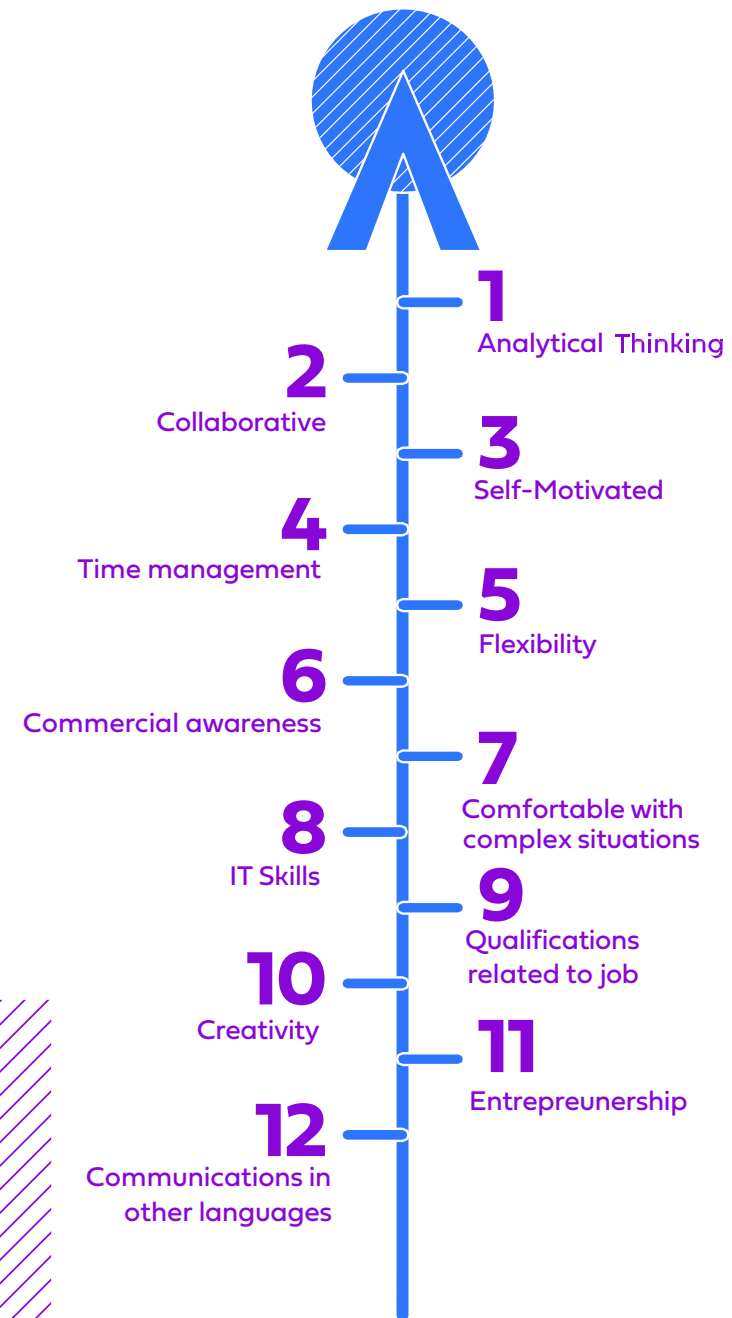 1
Analytical Thinking
2
Collaborative
3
Self-Motivated
4
Time management
5
Flexibility
6
Commercial awareness
7
Comfortable with
complex situations
8
IT Skills
9
Qualifications
related to job
10
Creativity
11
Entrepreunership
12
Communications in
other languages